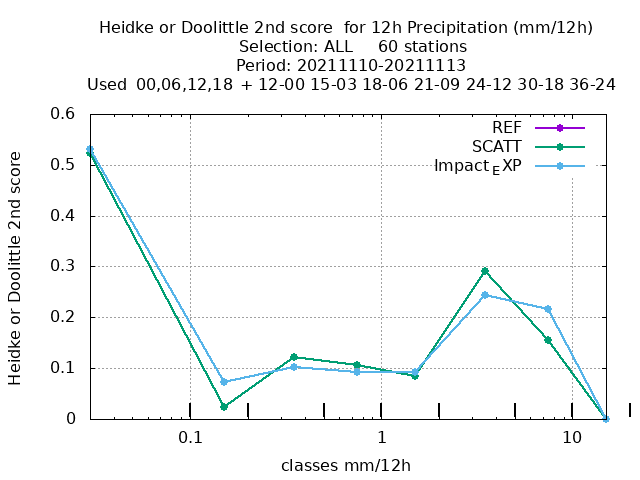 Heidke or Doolittle 2nd score  for 12h Precipitation (mm/12h)
Selection: ALL     60 stations
Period: 20211110-20211113
Used  00,06,12,18  + 12-00 15-03 18-06 21-09 24-12 30-18 36-24
REF
SCATT
Impact_EXP
0.6
0.5
0.4
0.3
0.2
0.1
0
Heidke or Doolittle 2nd score
0.1 1 10
classes mm/12h